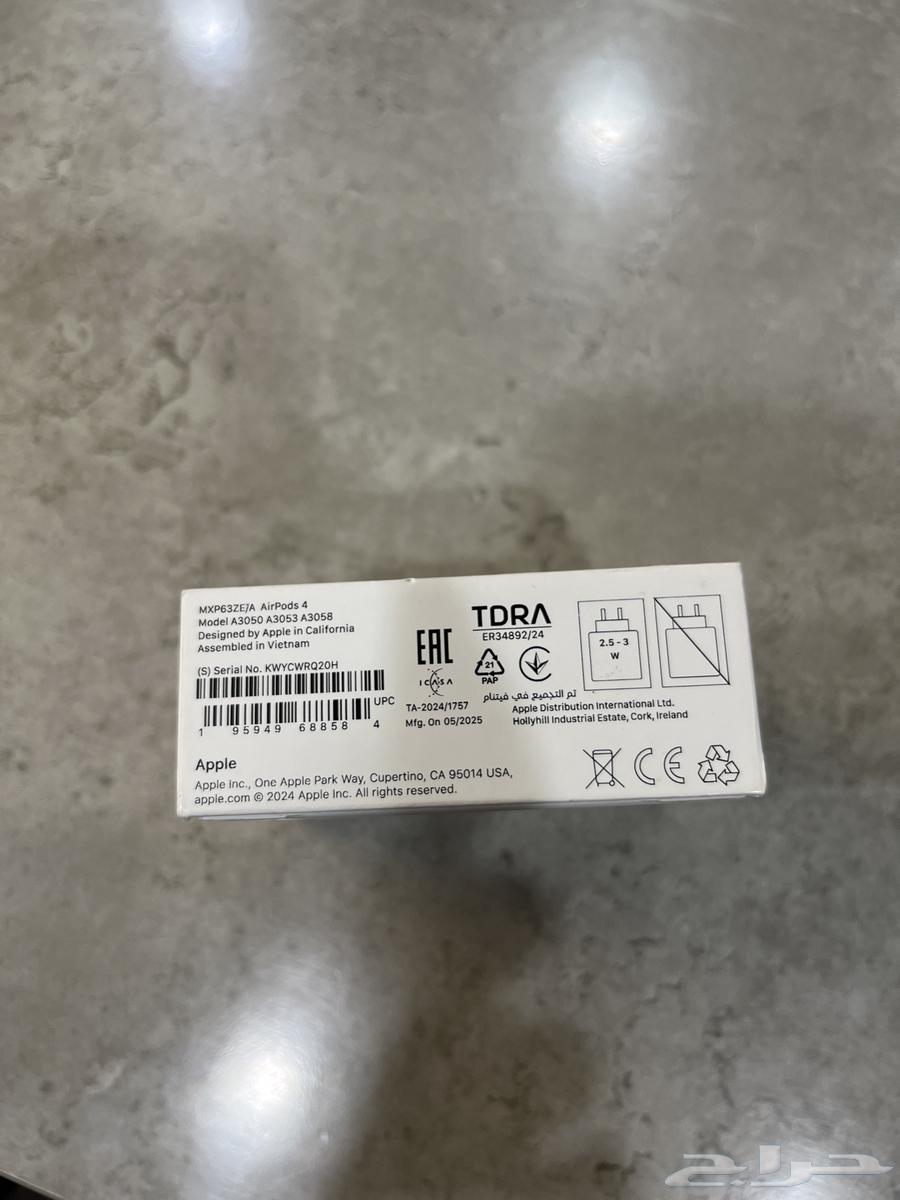 MXP63ZE/A AirPods 4
Model A3050 A3053 A3058
Designed by Apple in California
Assembled in Vietnam
(S) Serial No. KWYCWRQ20H
UPC
1 95949 68858 4
EAC
ICASA
TA-2024/1757
Mfg. On 05/2025
TDRA
ER34892/24
21
PAP
2.5 - 3
W
تم التجميع في فيتنام
Apple Distribution International Ltd.
Hollyhill Industrial Estate, Cork, Ireland
Apple
Apple Inc., One Apple Park Way, Cupertino, CA 95014 USA,
apple.com © 2024 Apple Inc. All rights reserved.
CE
حراج